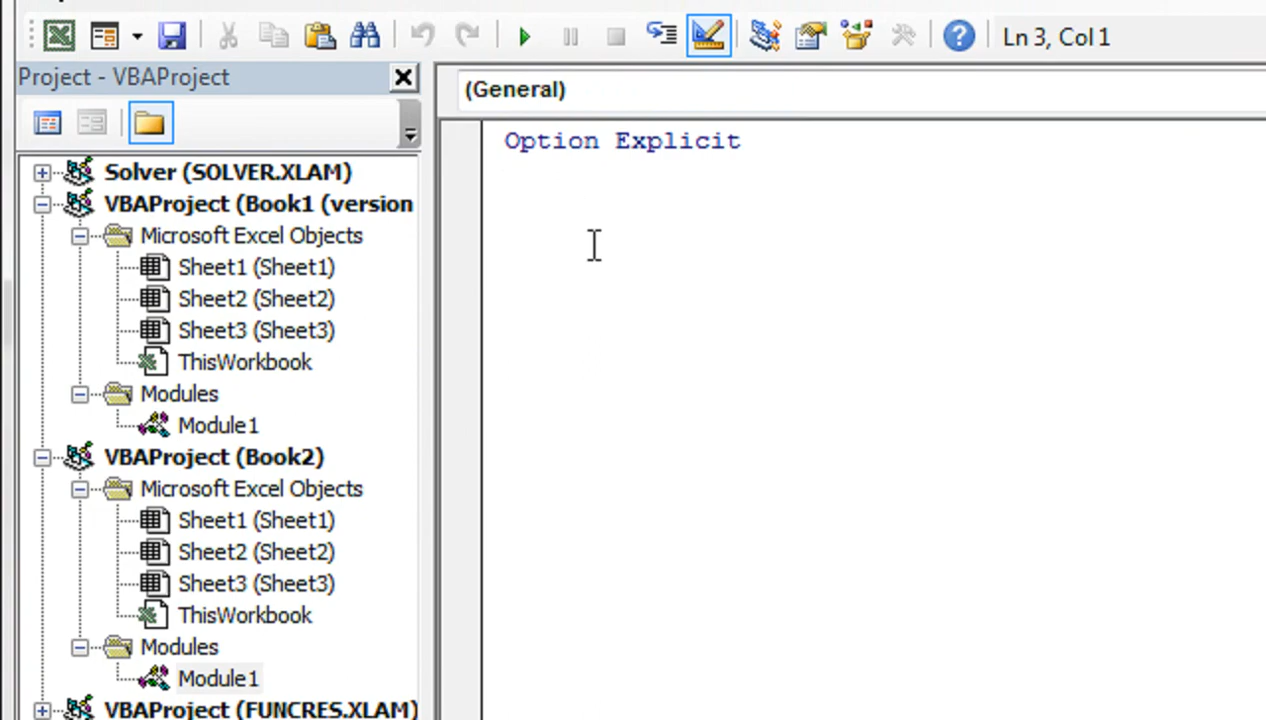 Ln 3, Col 1
Project - VBAProject
(General)
Option Explicit
Solver (SOLVER.XLAM)
VBAProject (Book1 (version
Microsoft Excel Objects
Sheet1 (Sheet1)
Sheet2 (Sheet2)
Sheet3 (Sheet3)
ThisWorkbook
Modules
Module1
VBAProject (Book2)
Microsoft Excel Objects
Sheet1 (Sheet1)
Sheet2 (Sheet2)
Sheet3 (Sheet3)
ThisWorkbook
Modules
Module1
VBAProject (FUNCRES.XLAM)